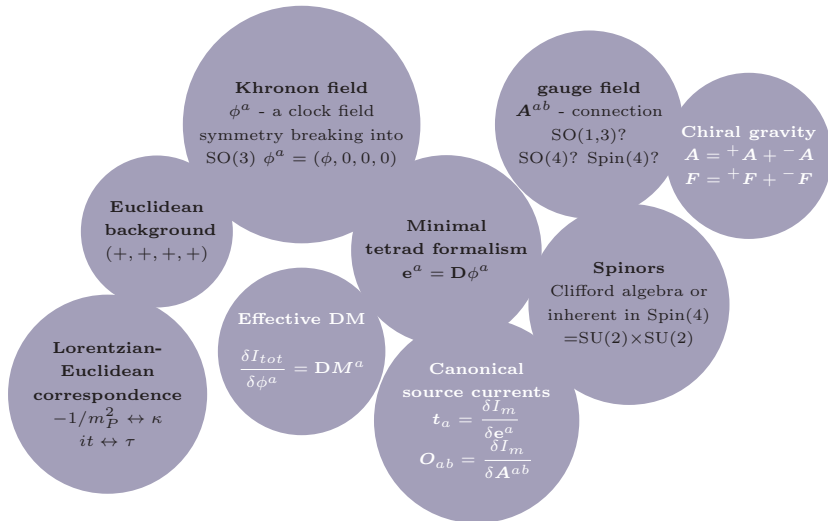 Khronon field
ϕ^a - a clock field
symmetry breaking into
SO(3) ϕ^a = (ϕ, 0, 0, 0)
gauge field
A^{ab} - connection
SO(1,3)?
SO(4)? Spin(4)?
Chiral gravity
A = ^+A + ^-A
F = ^+F + ^-F
Euclidean
background
(+, +, +, +)
Minimal
tetrad formalism
e^a = Dϕ^a
Spinors
Clifford algebra or
inherent in Spin(4)
=SU(2)×SU(2)
Effective DM
δI_{tot}/δϕ^a = DM^a
Lorentzian-
Euclidean
correspondence
−1/m_P^2 ↔ κ
it ↔ τ
Canonical
source currents
t_a = δI_m/δe^a
O_{ab} = δI_m/δA^{ab}